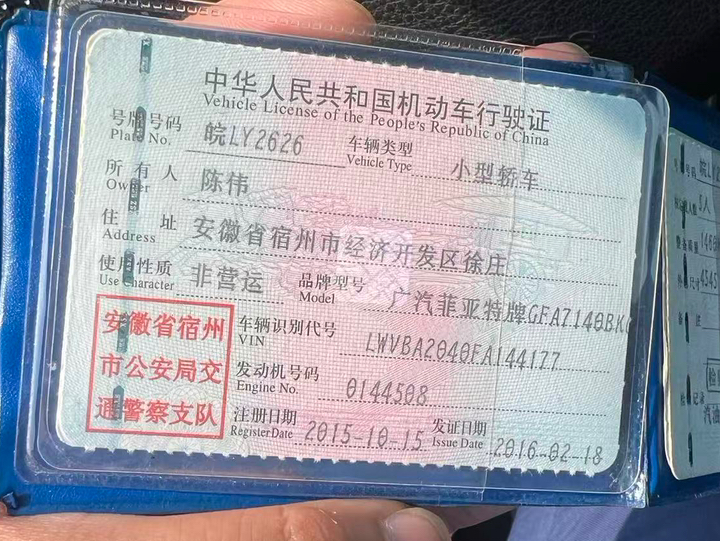 中华人民共和国机动车行驶证
Vehicle License of the People's Republic of China
号牌号码 皖LY2626 车辆类型 小型轿车
Plate No. Vehicle Type
所有人 陈伟
Owner
住址 安徽省宿州市经济开发区徐庄
Address
使用性质 非营运 品牌型号 广汽菲亚特牌GFA7140BK
Use Character Model
安徽省宿州
市公安局交
通警察支队
车辆识别代号 LWVBA2040FA144177
VIN
发动机号码 0144508
Engine No.
注册日期 2015-10-15 发证日期 2016-02-18
Register Date Issue Date